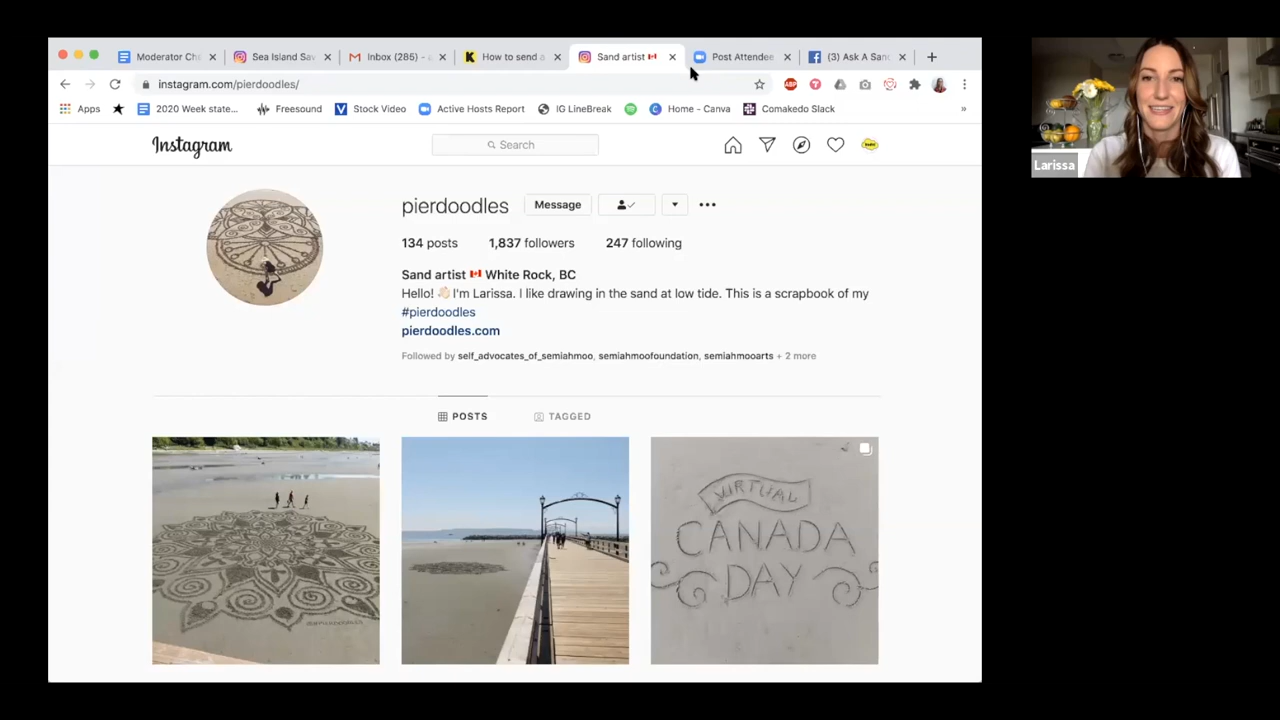 Moderator Ch
Sea Island Sav
Inbox (286) -
How to send a
Sand artist 🇨🇦
Post Attendee
(3) Ask A Sand
instagram.com/pierdoodles/
ABP
Apps
2020 Week state...
Freesound
Stock Video
Active Hosts Report
IG LineBreak
Home - Canva
Comakedo Slack
»
Instagram
Search
pierdoodles
Message
134 posts
1,837 followers
247 following
Sand artist 🇨🇦 White Rock, BC
Hello! 👋🏻 I'm Larissa. I like drawing in the sand at low tide. This is a scrapbook of my
#pierdoodles
pierdoodles.com
Followed by self_advocates_of_semiahmoo, semiahmoofoundation, semiahmooarts + 2 more
POSTS
TAGGED
VIRTUAL
CANADA
DAY
Larissa